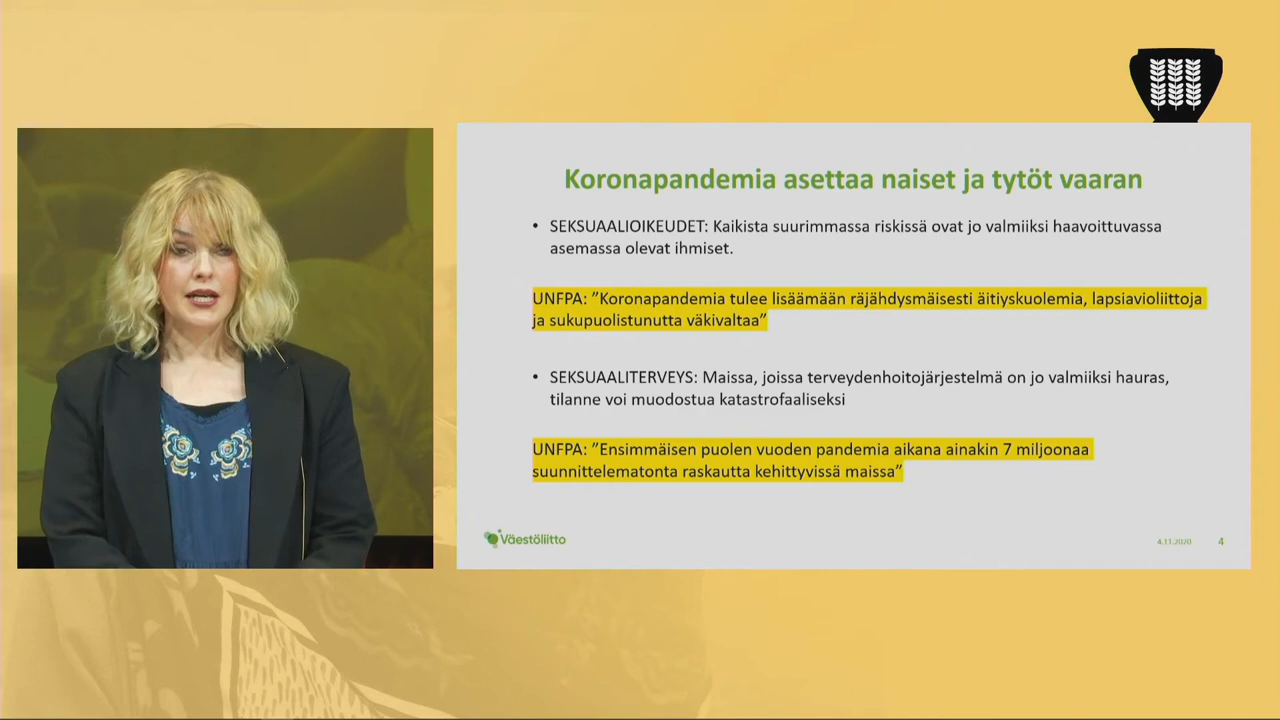 Koronapandemia asettaa naiset ja tytöt vaaran
• SEKSUAALIOIKEUDET: Kaikista suurimmassa riskissä ovat jo valmiiksi haavoittuvassa
asemassa olevat ihmiset.
UNFPA: ”Koronapandemia tulee lisäämään räjähdysmäisesti äitiyskuolemia, lapsiavioliittoja
ja sukupuolistunutta väkivaltaa”
• SEKSUAALITERVEYS: Maissa, joissa terveydenhoitojärjestelmä on jo valmiiksi hauras,
tilanne voi muodostua katastrofaaliseksi
UNFPA: ”Ensimmäisen puolen vuoden pandemia aikana ainakin 7 miljoonaa
suunnittelematonta raskautta kehittyvissä maissa”
Väestöliitto
4.11.2020 4